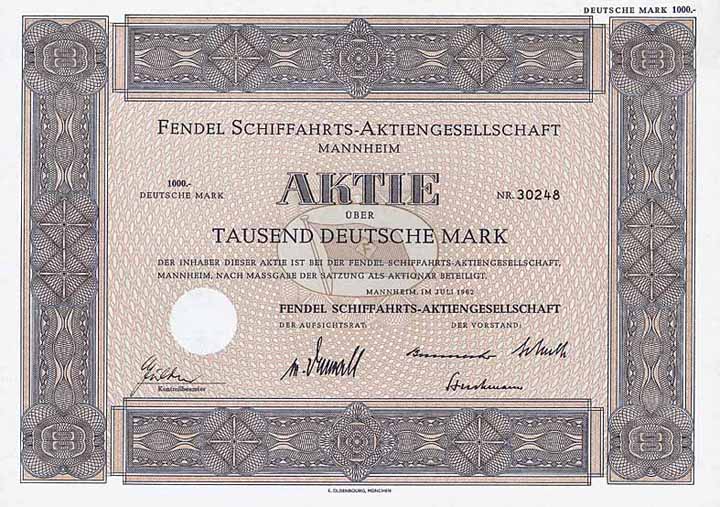 DEUTSCHE MARK 1000.-
FENDEL SCHIFFAHRTS-AKTIENGESELLSCHAFT
MANNHEIM
1000.-
DEUTSCHE MARK
AKTIE
NR. 30248
ÜBER
TAUSEND DEUTSCHE MARK
DER INHABER DIESER AKTIE IST BEI DER FENDEL SCHIFFAHRTS-AKTIENGESELLSCHAFT,
MANNHEIM, NACH MASSGABE DER SATZUNG ALS AKTIONÄR BETEILIGT.
MANNHEIM, IM JULI 1962
FENDEL SCHIFFAHRTS-AKTIENGESELLSCHAFT
DER AUFSICHTSRAT:
DER VORSTAND:
Kontrollbeamter
R. OLDENBOURG, MÜNCHEN